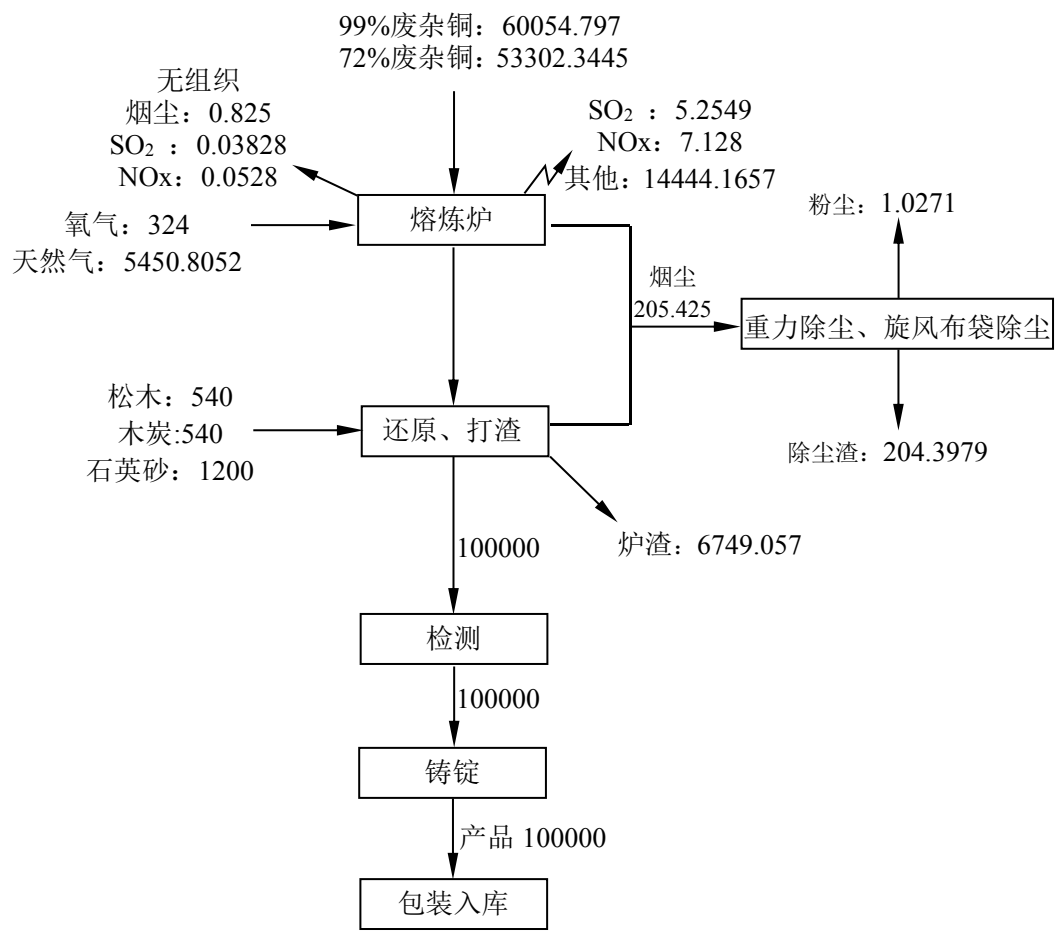 99%废杂铜：60054.797
72%废杂铜：53302.3445
无组织
烟尘：0.825
SO₂ ：0.03828
NOx：0.0528
SO₂ ：5.2549
NOx：7.128
其他：14444.1657
熔炼炉
氧气：324
天然气：5450.8052
粉尘：1.0271
烟尘
205.425
重力除尘、旋风布袋除尘
除尘渣：204.3979
松木：540
木炭:540
石英砂：1200
还原、打渣
炉渣：6749.057
100000
检测
100000
铸锭
产品 100000
包装入库